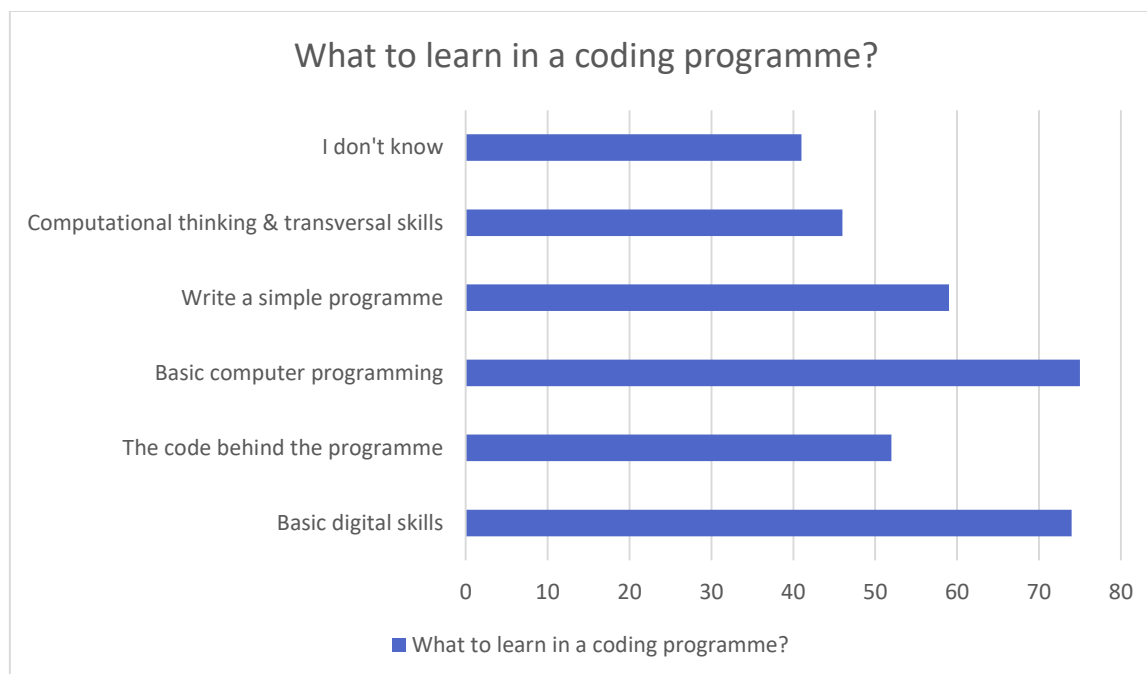 What to learn in a coding programme?
I don't know
Computational thinking & transversal skills
Write a simple programme
Basic computer programming
The code behind the programme
Basic digital skills
0 10 20 30 40 50 60 70 80
What to learn in a coding programme?